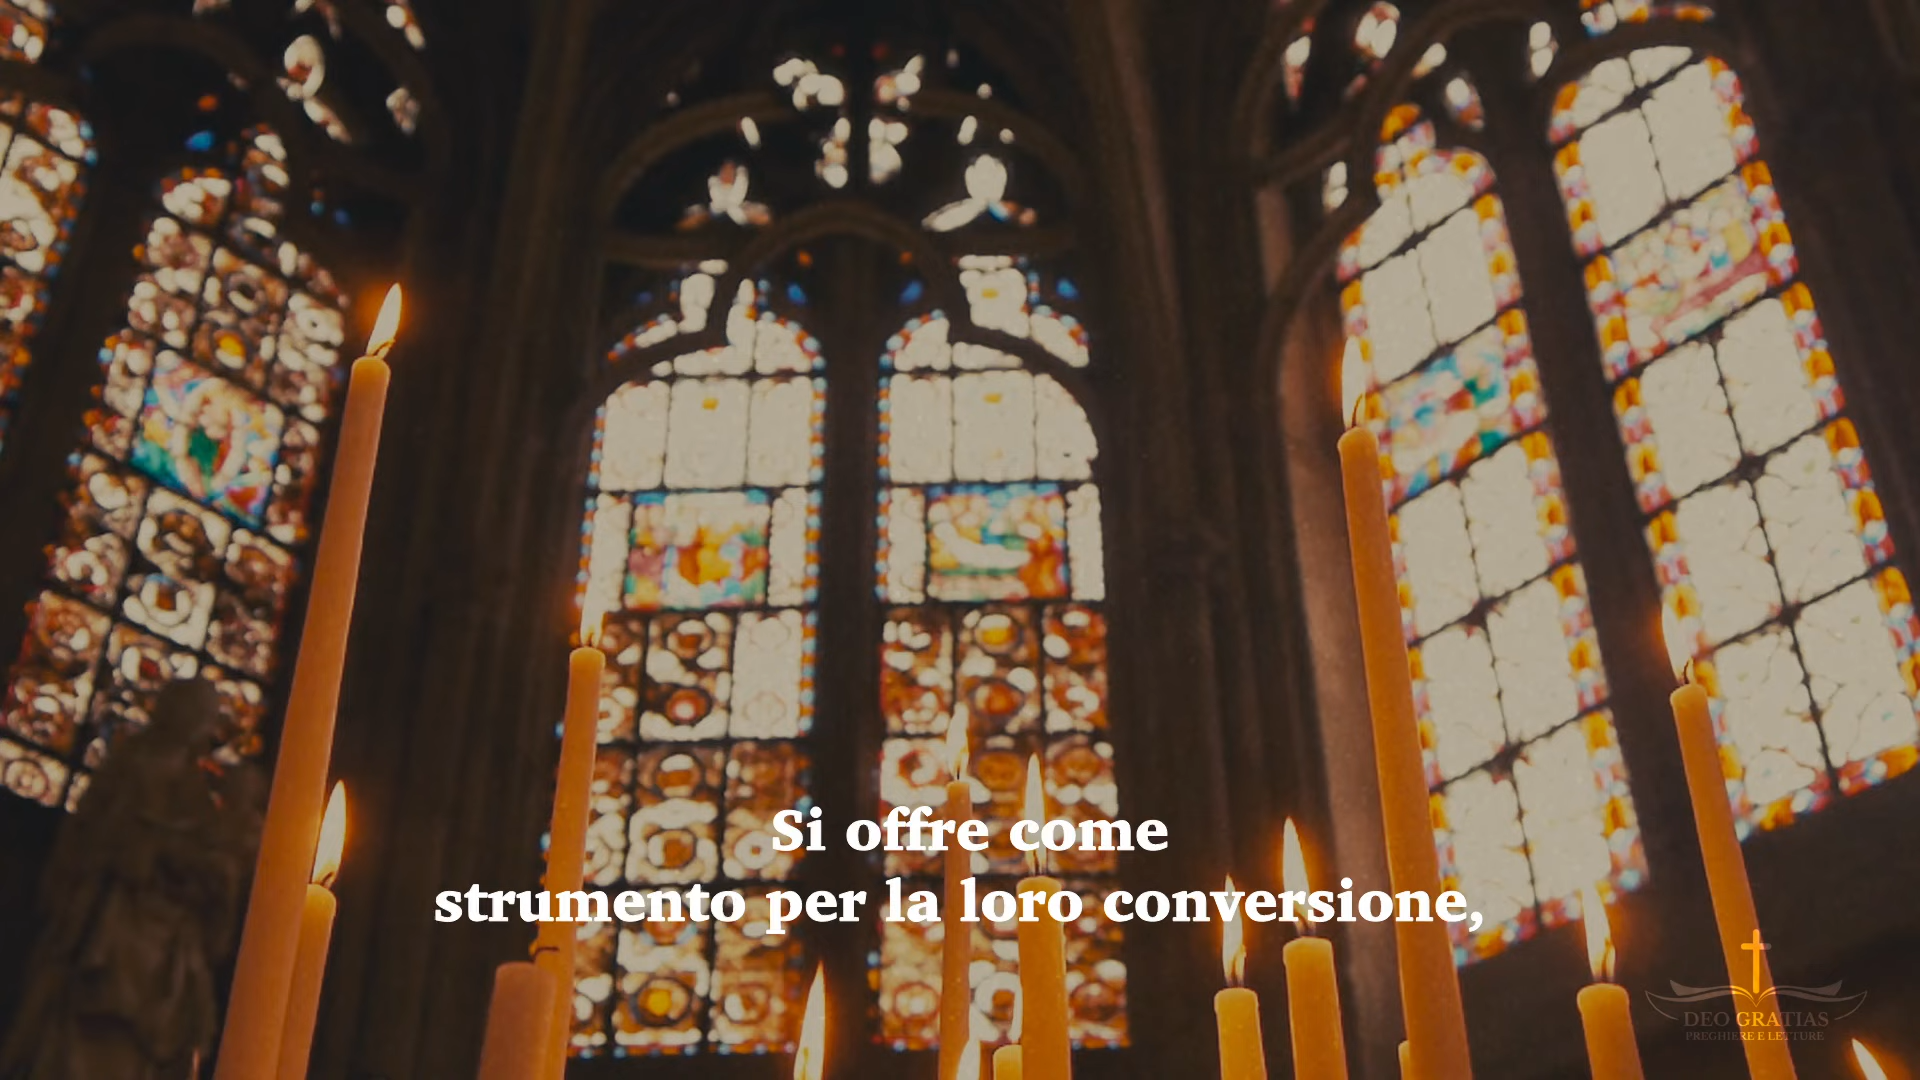 Si offre come
strumento per la loro conversione,
DEO GRATIAS
PREGHIERE E LETTURE